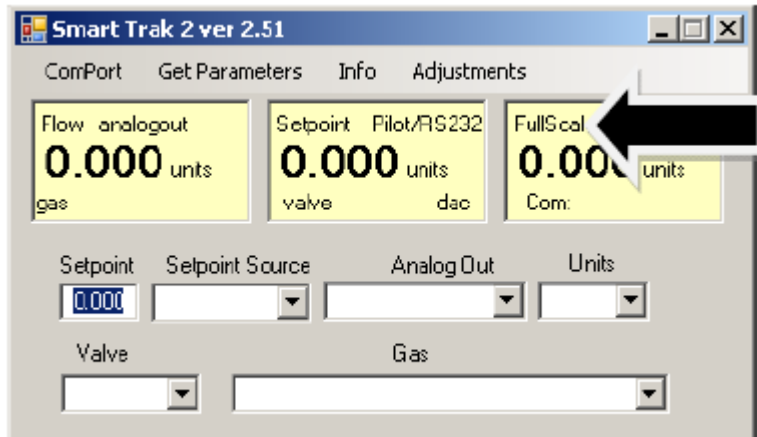 Smart Trak 2 ver 2.51
ComPort Get Parameters Info Adjustments
Flow analogout
0.000 units
gas
Setpoint Pilot/RS232
0.000 units
valve dac
FullScal
0.000 units
Com:
Setpoint Setpoint Source Analog Out Units
0.000
Valve Gas